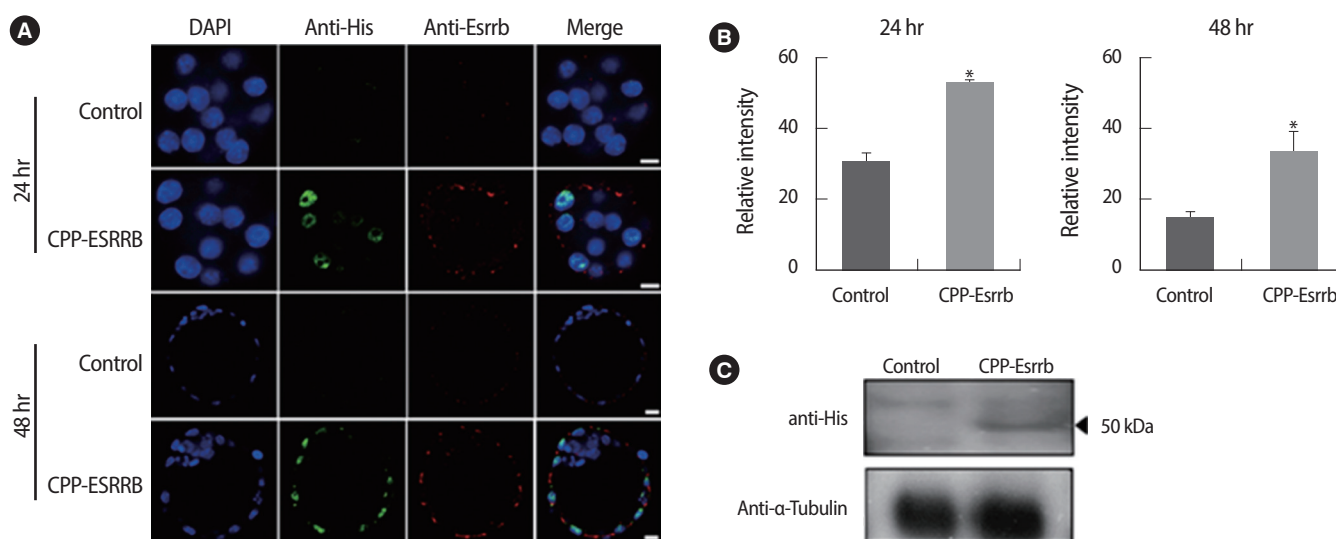 A
DAPI Anti-His Anti-Esrrb Merge
24 hr
Control
CPP-ESRRB
48 hr
Control
CPP-ESRRB
B
24 hr
Relative intensity
60
40
20
0
*
Control CPP-Esrrb
48 hr
Relative intensity
60
40
20
0
*
Control CPP-Esrrb
C
Control CPP-Esrrb
anti-His
50 kDa
Anti-α-Tubulin